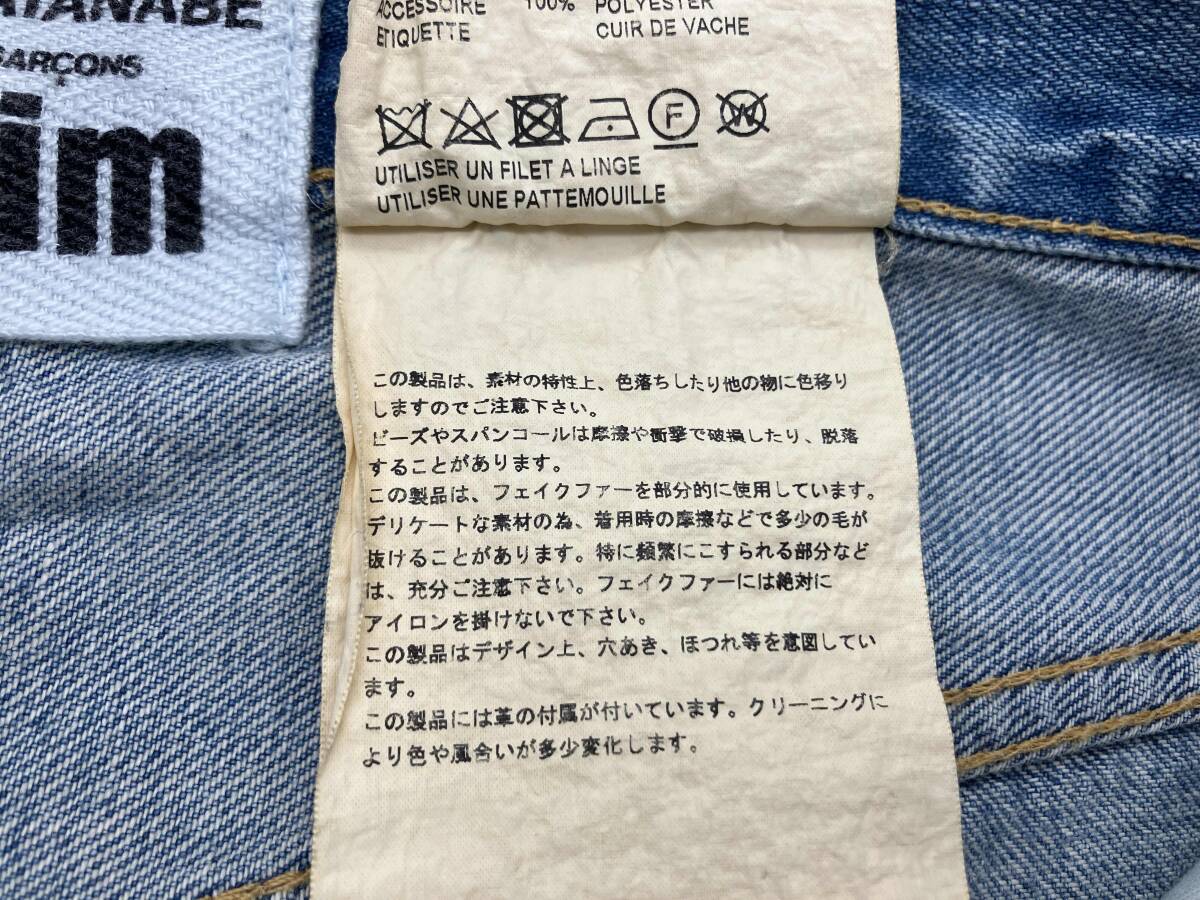 WATANABE
GARÇONS
im
ACCESSOIRE 100% POLYESTER
ETIQUETTE CUIR DE VACHE
F W
UTILISER UN FILET A LINGE
UTILISER UNE PATTEMOUILLE
この製品は、素材の特性上、色落ちしたり他の物に色移り
しますのでご注意下さい。
ビーズやスパンコールは摩擦や衝撃で破損したり、脱落
することがあります。
この製品は、フェイクファーを部分的に使用しています。
デリケートな素材の為、着用時の摩擦などで多少の毛が
抜けることがあります。特に頻繁にこすられる部分など
は、充分ご注意下さい。フェイクファーには絶対に
アイロンを掛けないで下さい。
この製品はデザイン上、穴あき、ほつれ等を意図してい
ます。
この製品には革の付属が付いています。クリーニングに
より色や風合いが多少変化します。